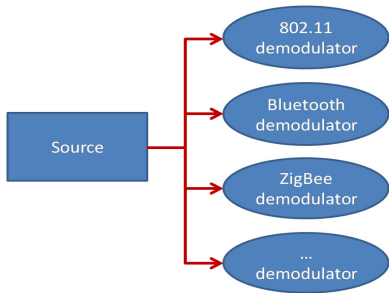 802.11
demodulator
Bluetooth
demodulator
Source
ZigBee
demodulator
...
demodulator